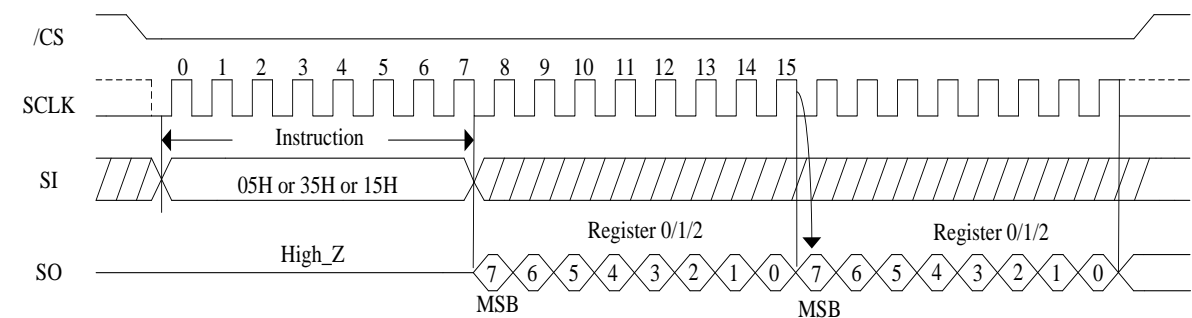 /CS
0 1 2 3 4 5 6 7 8 9 10 11 12 13 14 15
SCLK
Instruction
SI
05H or 35H or 15H
Register 0/1/2 Register 0/1/2
High_Z
SO
7 6 5 4 3 2 1 0 7 6 5 4 3 2 1 0
MSB MSB